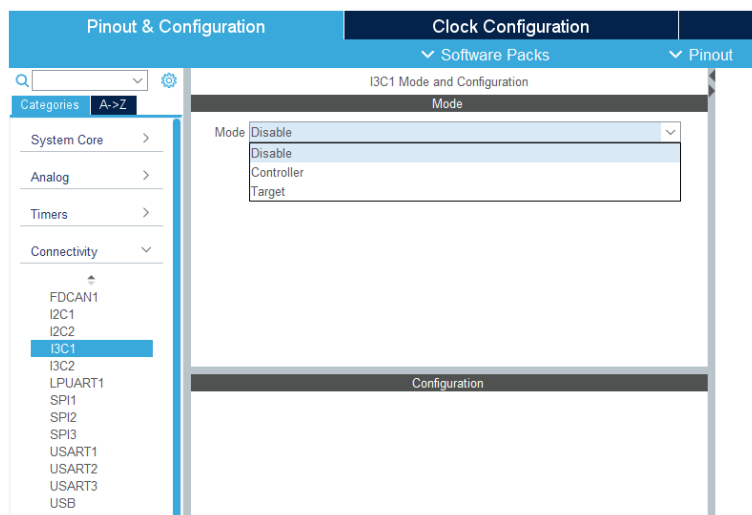 Pinout & Configuration
Clock Configuration
Software Packs
Pinout
Categories
A->Z
System Core
Analog
Timers
Connectivity
FDCAN1
I2C1
I2C2
I3C1
I3C2
LPUART1
SPI1
SPI2
SPI3
USART1
USART2
USART3
USB
I3C1 Mode and Configuration
Mode
Mode Disable
Disable
Controller
Target
Configuration